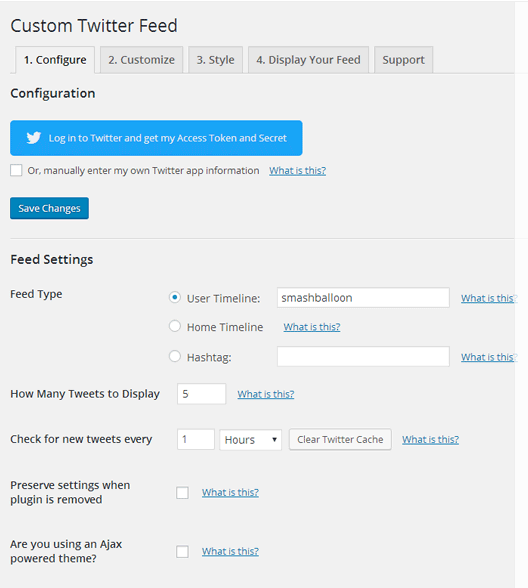 Custom Twitter Feed
1. Configure 2. Customize 3. Style 4. Display Your Feed Support
Configuration
Log in to Twitter and get my Access Token and Secret
Or, manually enter my own Twitter app information What is this?
Save Changes
Feed Settings
Feed Type User Timeline: smashballoon What is this?
Home Timeline What is this?
Hashtag: What is this?
How Many Tweets to Display 5 What is this?
Check for new tweets every 1 Hours Clear Twitter Cache What is this?
Preserve settings when
plugin is removed What is this?
Are you using an Ajax
powered theme? What is this?